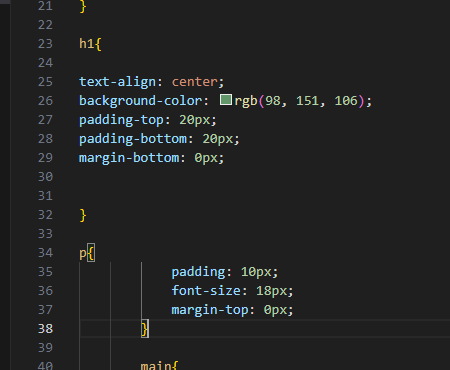 21 }
22
23 h1{
24
25 text-align: center;
26 background-color: rgb(98, 151, 106);
27 padding-top: 20px;
28 padding-bottom: 20px;
29 margin-bottom: 0px;
30
31
32 }
33
34 p{
35 padding: 10px;
36 font-size: 18px;
37 margin-top: 0px;
38 }
39
40 main{